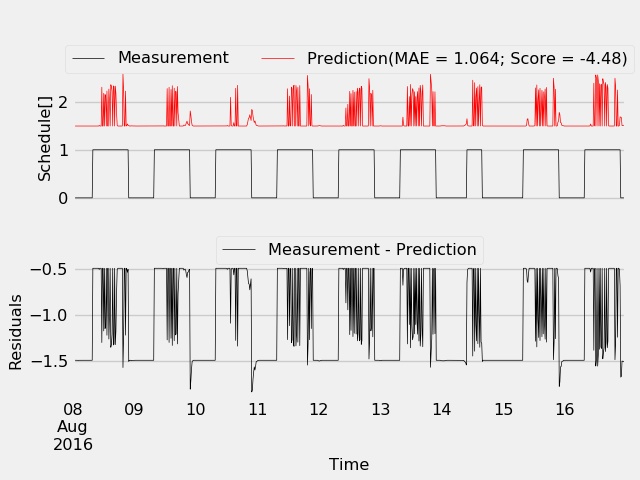 Measurement
Prediction(MAE = 1.064; Score = -4.48)
Schedule[]
2
1
0
Measurement - Prediction
Residuals
−0.5
−1.0
−1.5
08 09 10 11 12 13 14 15 16
Aug
2016
Time